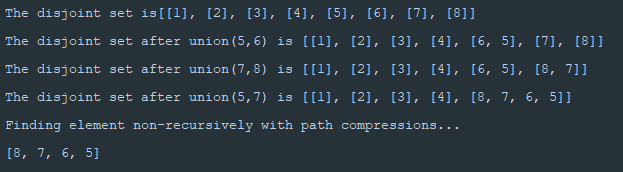 The disjoint set is[[1], [2], [3], [4], [5], [6], [7], [8]]
The disjoint set after union(5,6) is [[1], [2], [3], [4], [6, 5], [7], [8]]
The disjoint set after union(7,8) is [[1], [2], [3], [4], [6, 5], [8, 7]]
The disjoint set after union(5,7) is [[1], [2], [3], [4], [8, 7, 6, 5]]
Finding element non-recursively with path compressions...
[8, 7, 6, 5]